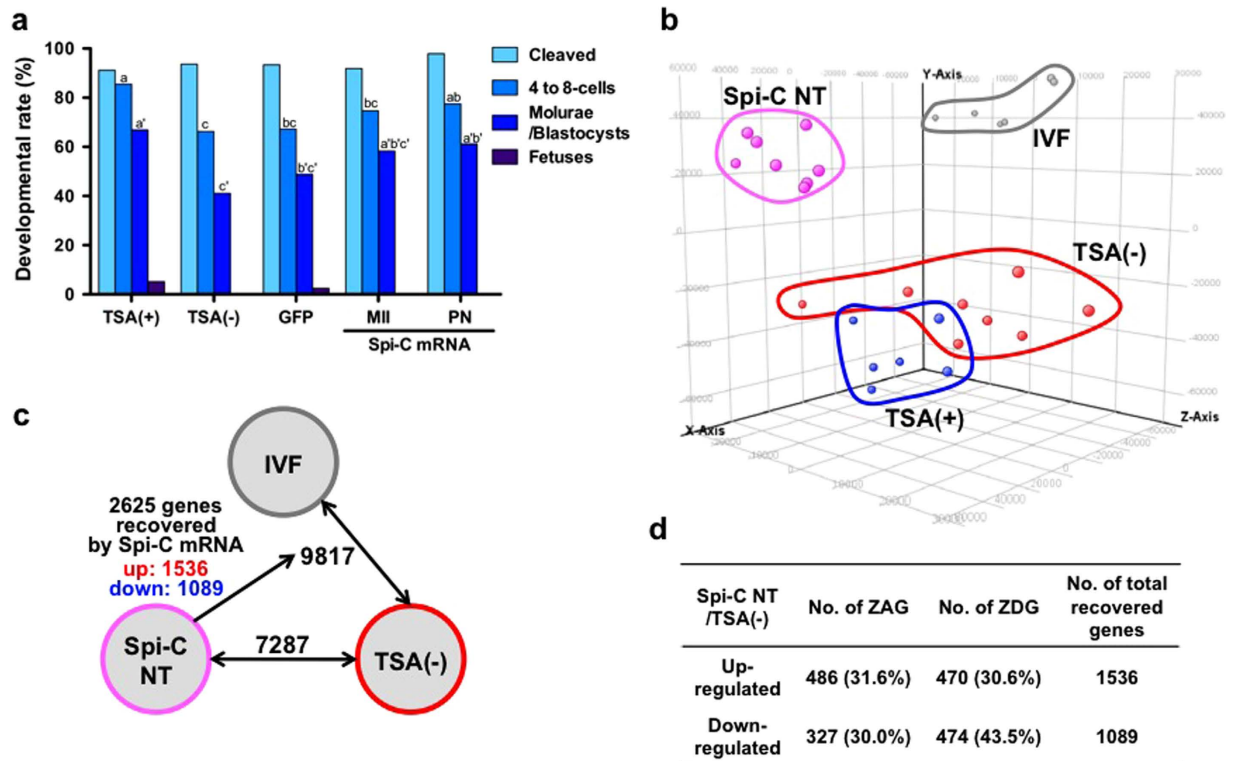 a
Developmental rate (%)
100
80
60
40
20
0
a
a'
c
c'
bc
b'c'
bc
a'b'c'
ab
a'b'
TSA(+)
TSA(-)
GFP
MII
PN
Spi-C mRNA
Cleaved
4 to 8-cells
Molurae
/Blastocysts
Fetuses
b
Spi-C NT
Y-Axis
IVF
TSA(-)
TSA(+)
X-Axis
Z-Axis
c
IVF
2625 genes
recovered
by Spi-C mRNA
up: 1536
down: 1089
9817
Spi-C
NT
7287
TSA(-)
d
Spi-C NT
/TSA(-)
No. of ZAG
No. of ZDG
No. of total
recovered
genes
Up-
regulated
486 (31.6%)
470 (30.6%)
1536
Down-
regulated
327 (30.0%)
474 (43.5%)
1089